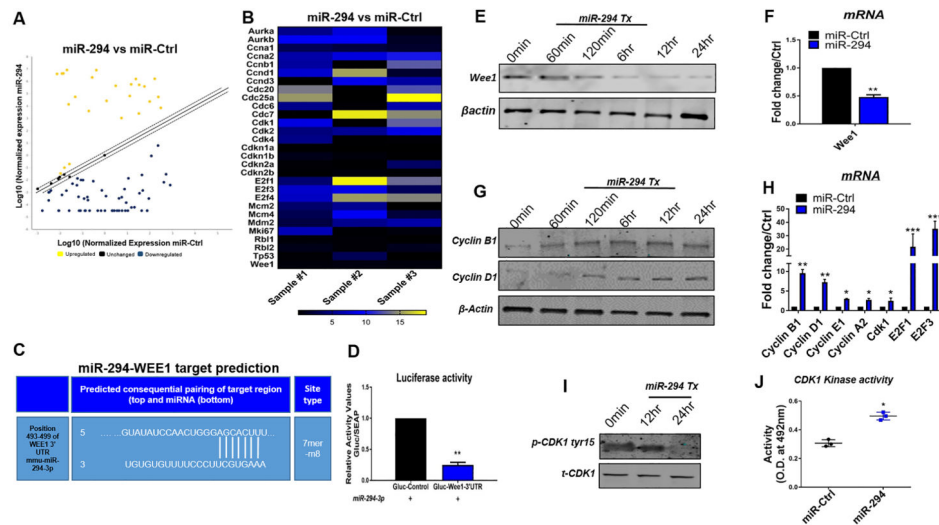 A
miR-294 vs miR-Ctrl
Log10 (Normalized expression miR-294
Log10 (Normalized Expression miR-Ctrl
Upregulated Unchanged Downregulated
B
miR-294 vs miR-Ctrl
Aurka
Aurkb
Ccna1
Ccna2
Ccnb1
Ccnd1
Ccnd3
Cdc20
Cdc25a
Cdc6
Cdc7
Cdk1
Cdk2
Cdk4
Cdkn1a
Cdkn1b
Cdkn2a
Cdkn2b
E2f1
E2f3
E2f4
Mcm2
Mcm4
Mdm2
Mki67
Rbl1
Rbl2
Tp53
Wee1
Sample #1 Sample #2 Sample #3
5 10 15
C
miR-294-WEE1 target prediction
Predicted consequential pairing of target region
(top and miRNA (bottom)
Site
type
Position
493-499 of
WEE1 3'
UTR
mmu-miR-
294-3p
5 ......GUAUAUCCAACUGGGAGCACUUU...
3 UGUGUGUUUUCCCUUCGUGAAA
7mer
-m8
D
Luciferase activity
Relative Activity Values
Gluc/SEAP
1.5
1.0
0.5
0.0
**
Gluc-Control Gluc-Wee1-3'UTR
miR-294-3p + +
E
miR-294 Tx
0min 60min 120min 6hr 12hr 24hr
Wee1
βactin
F
mRNA
miR-Ctrl
miR-294
Fold change/Ctrl
1.5
1.0
0.5
0.0
**
Wee1
G
miR-294 Tx
0min 60min 120min 6hr 12hr 24hr
Cyclin B1
Cyclin D1
β-Actin
H
mRNA
miR-Ctrl
miR-294
Fold change/Ctrl
50
40
30
20
10
5
0
** ** * * * *** ***
Cyclin B1 Cyclin D1 Cyclin E1 Cyclin A2 Cdk1 E2F1 E2F3
I
miR-294 Tx
0min 12hr 24hr
p-CDK1 tyr15
τ-CDK1
J
CDK1 Kinase activity
Activity
(O.D. at 492nm)
0.6
0.4
0.2
0.0
*
miR-Ctrl miR-294